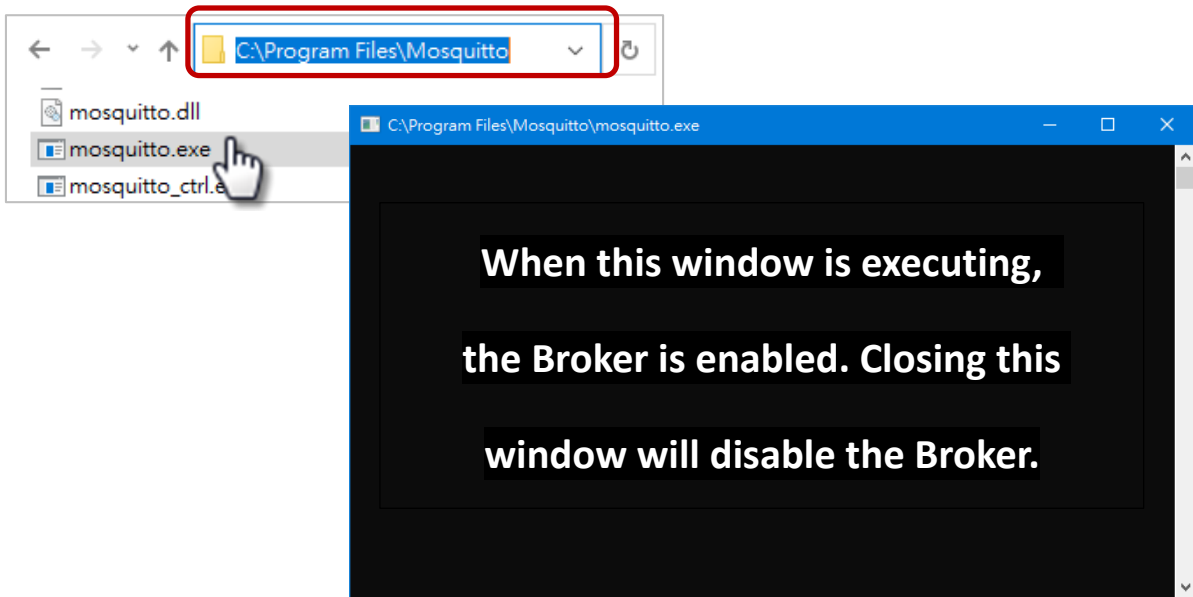 C:\Program Files\Mosquitto
mosquitto.dll
mosquitto.exe
mosquitto_ctrl.e
C:\Program Files\Mosquitto\mosquitto.exe
When this window is executing,
the Broker is enabled. Closing this
window will disable the Broker.